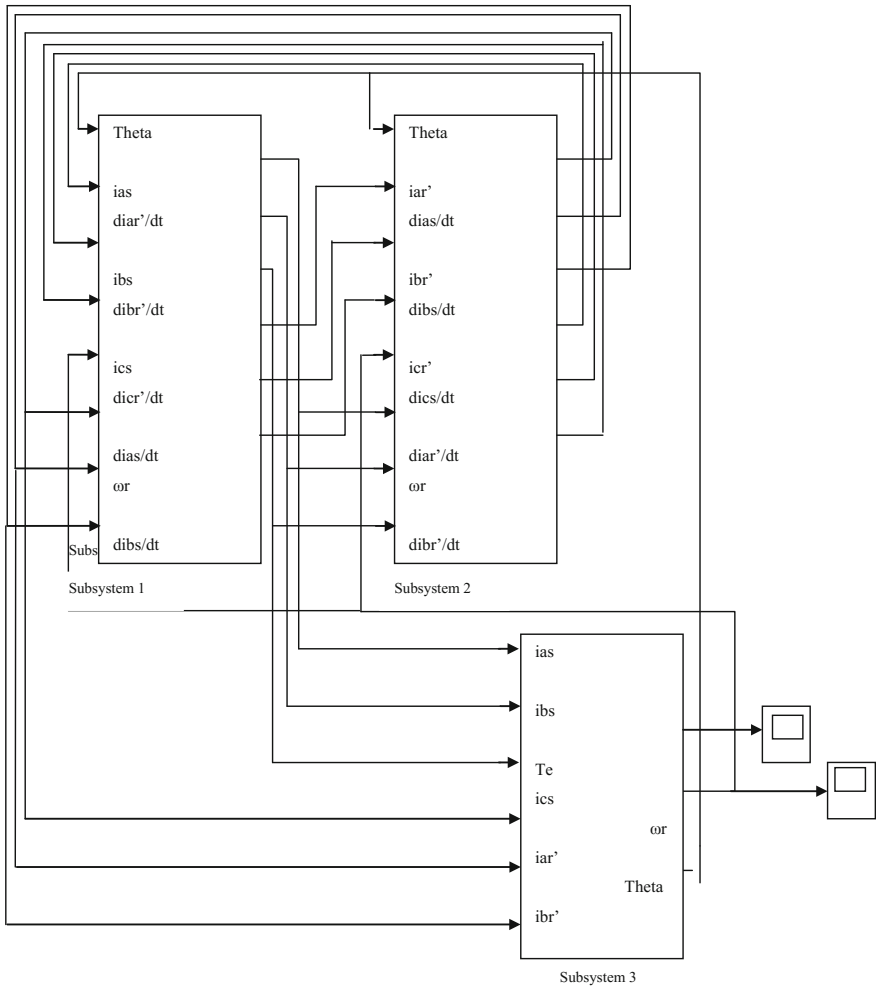 Theta
ias
diar’/dt
ibs
dibr’/dt
ics
dicr’/dt
dias/dt
ωr
dibs/dt
Subs
Subsystem 1
Theta
iar’
dias/dt
ibr’
dibs/dt
icr’
dics/dt
diar’/dt
ωr
dibr’/dt
Subsystem 2
ias
ibs
Te
ics
ωr
iar’
Theta
ibr’
Subsystem 3